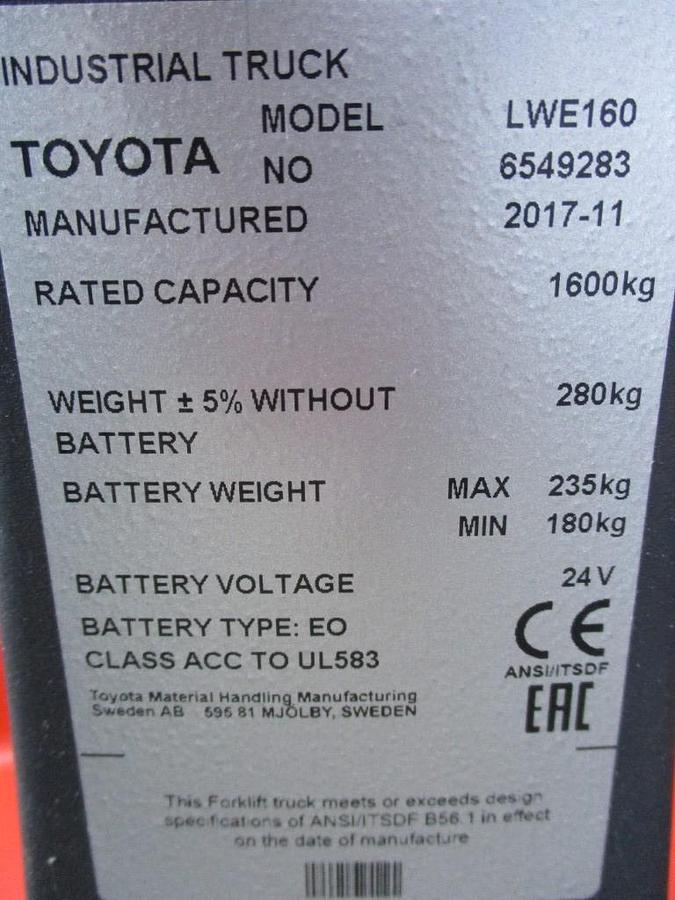 INDUSTRIAL TRUCK
MODEL LWE160
TOYOTA NO 6549283
MANUFACTURED 2017-11
RATED CAPACITY 1600kg
WEIGHT ± 5% WITHOUT 280kg
BATTERY
BATTERY WEIGHT MAX 235kg
MIN 180kg
BATTERY VOLTAGE 24V
BATTERY TYPE: EO
CLASS ACC TO UL583
CE
ANSI/ITSDF
EAC
Toyota Material Handling Manufacturing
Sweden AB 595 81 MJÖLBY, SWEDEN
This Forklift truck meets or exceeds design
specifications of ANSI/ITSDF B56.1 in effect
on the date of manufacture